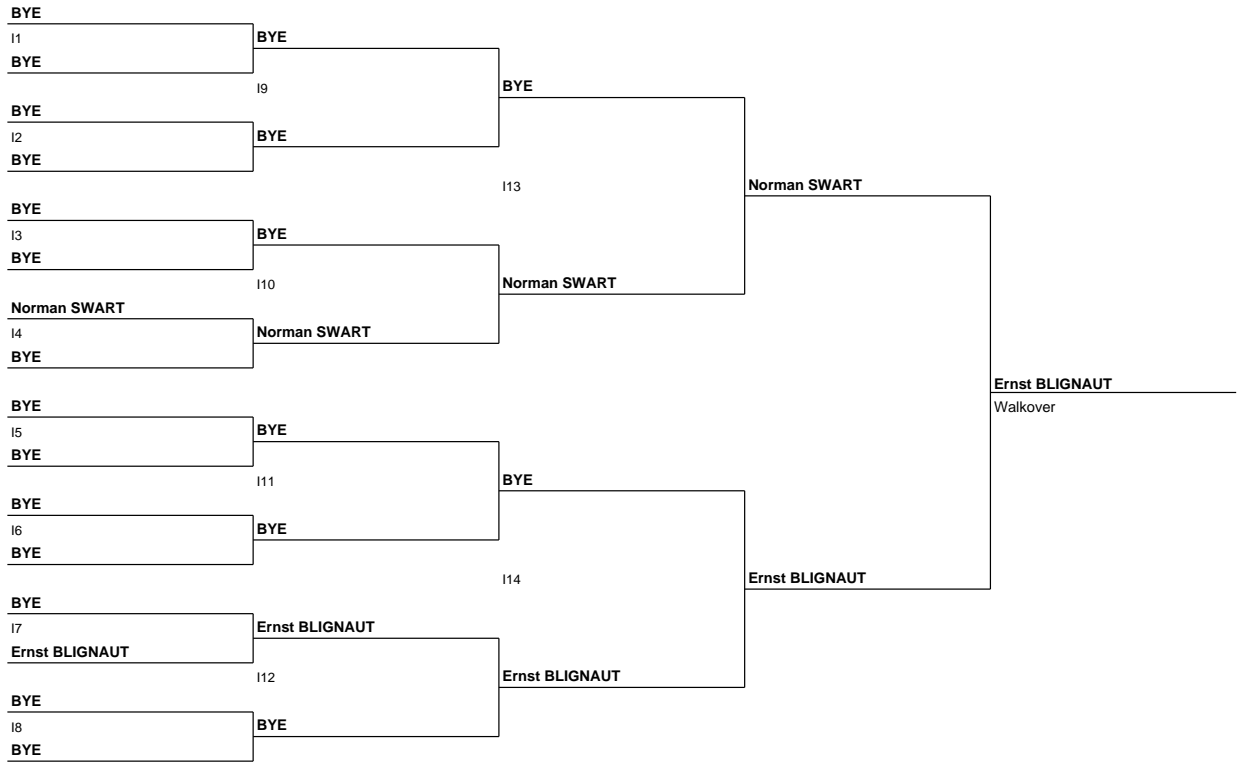 BYE
I1
BYE
BYE
I9
BYE
BYE
I2
BYE
BYE
I13
Norman SWART
BYE
I3
BYE
BYE
I10
Norman SWART
Norman SWART
I4
Norman SWART
BYE
Ernst BLIGNAUT
Walkover
BYE
I5
BYE
BYE
I11
BYE
BYE
I6
BYE
BYE
I14
Ernst BLIGNAUT
BYE
I7
Ernst BLIGNAUT
Ernst BLIGNAUT
I12
Ernst BLIGNAUT
BYE
I8
BYE
BYE